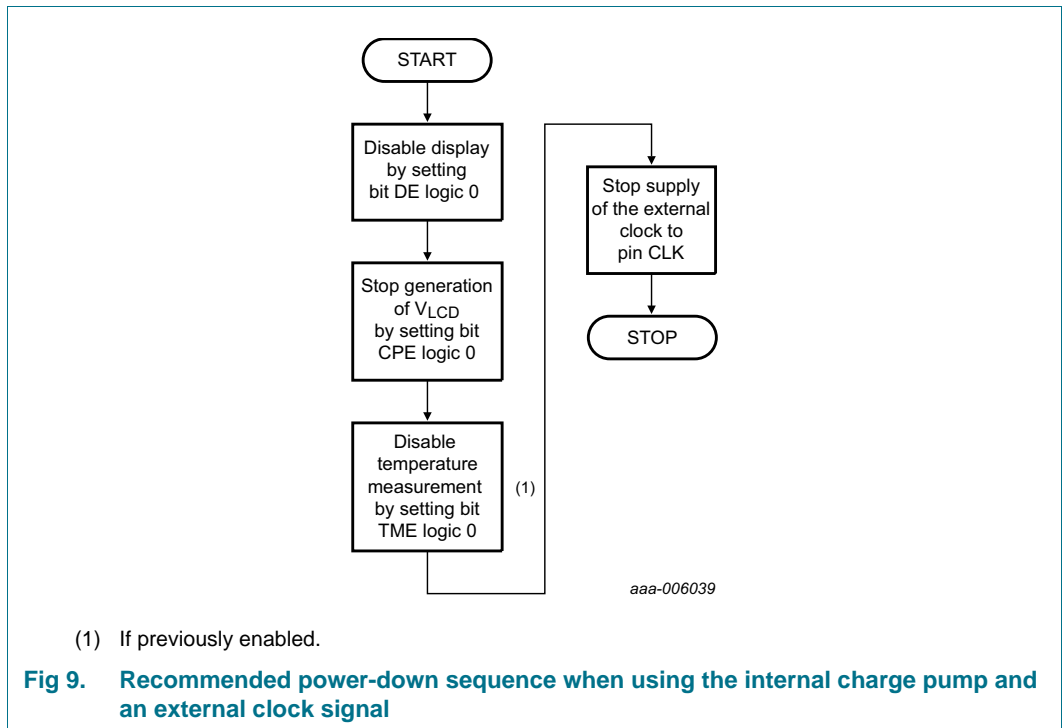 START
Disable display
by setting
bit DE logic 0
Stop generation
of VLCD
by setting bit
CPE logic 0
Disable
temperature
measurement
by setting bit
TME logic 0
(1)
Stop supply
of the external
clock to
pin CLK
STOP
aaa-006039
(1) If previously enabled.
Fig 9. Recommended power-down sequence when using the internal charge pump and
an external clock signal